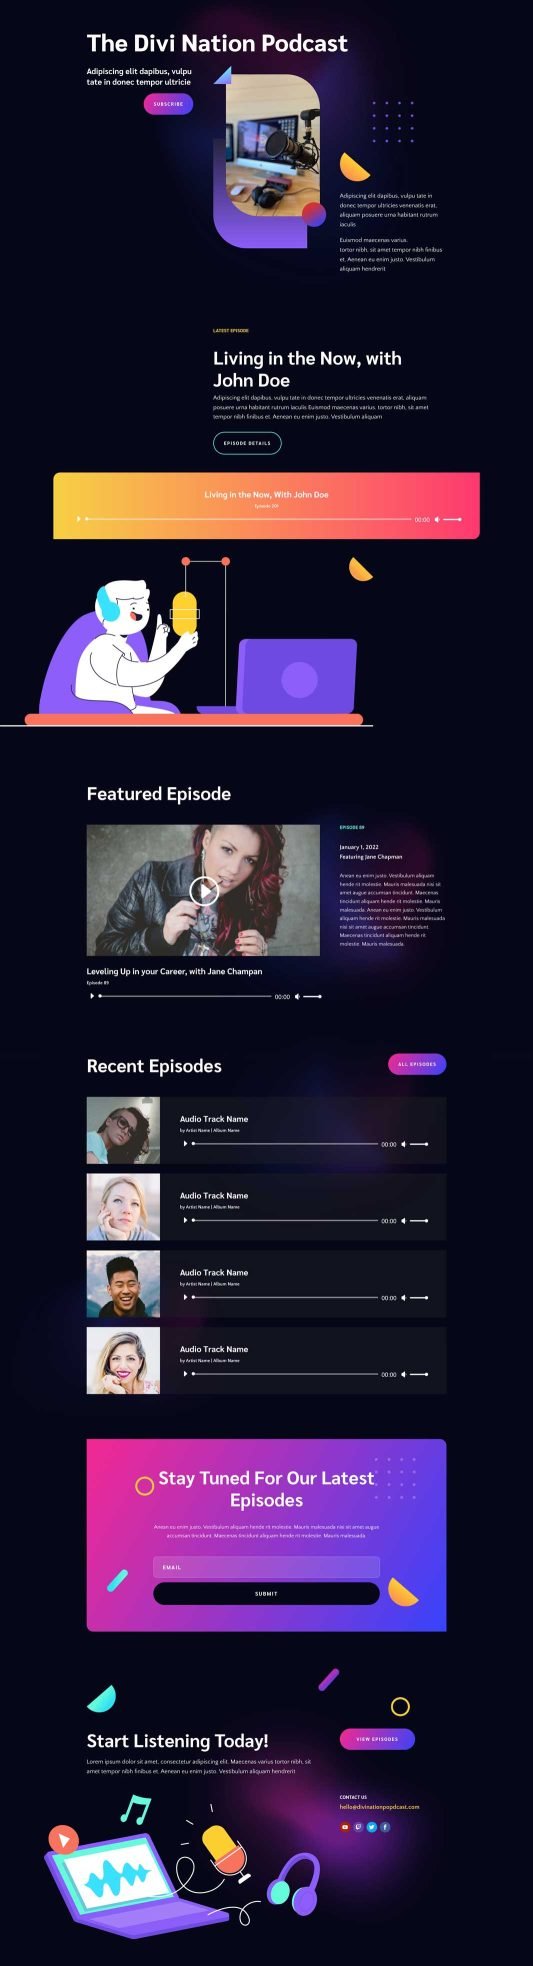 The Divi Nation Podcast
Adipiscing elit dapibus, vulpu
tate in donec tempor ultricie
SUBSCRIBE
Adipiscing elit dapibus, vulpu tate in
donec tempor ultricies venenatis erat,
aliquam posuere urna habitant rutrum
iaculis
Euismod maecenas varius,
tortor nibh, sit amet tempor nibh finibus
et. Aenean eu enim justo. Vestibulum
aliquam hendrerit
LATEST EPISODE
Living in the Now, with
John Doe
Adipiscing elit dapibus, vulpu tate in donec tempor ultricies venenatis erat, aliquam
posuere urna habitant rutrum iaculis Euismod maecenas varius, tortor nibh, sit amet
tempor nibh finibus et. Aenean eu enim justo. Vestibulum aliquam
EPISODE DETAILS
Living in the Now, With John Doe
Episode 201
00:00
Featured Episode
EPISODE 89
January 1, 2022
Featuring Jane Chapman
Anean eu enim justo. Vestibulum aliquam
hende rit molestie. Mauris malesuada nisi sit
amet augue accumsan tincidunt. Maecenas
tincidunt aliquam hende rit molestie. Mauris
malesuada. Anean eu enim justo. Vestibulum
aliquam hende rit molestie. Mauris malesuada
nisi sit amet augue accumsan tincidunt.
Maecenas tincidunt aliquam hende rit
molestie. Mauris malesuada.
Leveling Up in your Career, with Jane Champan
Episode 89
00:00
Recent Episodes
ALL EPISODES
Audio Track Name
by Artist Name | Album Name
00:00
Audio Track Name
by Artist Name | Album Name
00:00
Audio Track Name
by Artist Name | Album Name
00:00
Audio Track Name
by Artist Name | Album Name
00:00
Stay Tuned For Our Latest
Episodes
Anean eu enim justo. Vestibulum aliquam hende rit molestie. Mauris malesuada nisi sit amet augue
accumsan tincidunt. Maecenas tincidunt aliquam hende rit molestie. Mauris malesuada
EMAIL
SUBMIT
Start Listening Today!
Lorem ipsum dolor sit amet, consectetur adipiscing elit. Maecenas varius tortor nibh, sit
amet tempor nibh finibus et. Aenean eu enim justo. Vestibulum aliquam hendrerit
VIEW EPISODES
CONTACT US
hello@divinationpopdcast.com